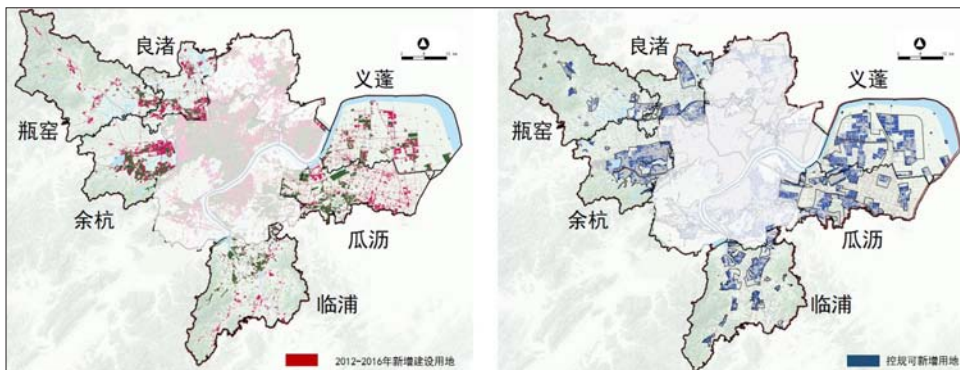 良渚
义蓬
瓶窑
余杭
瓜沥
临浦
2012-2016年新增建设用地
良渚
义蓬
瓶窑
余杭
瓜沥
临浦
控规可新增用地